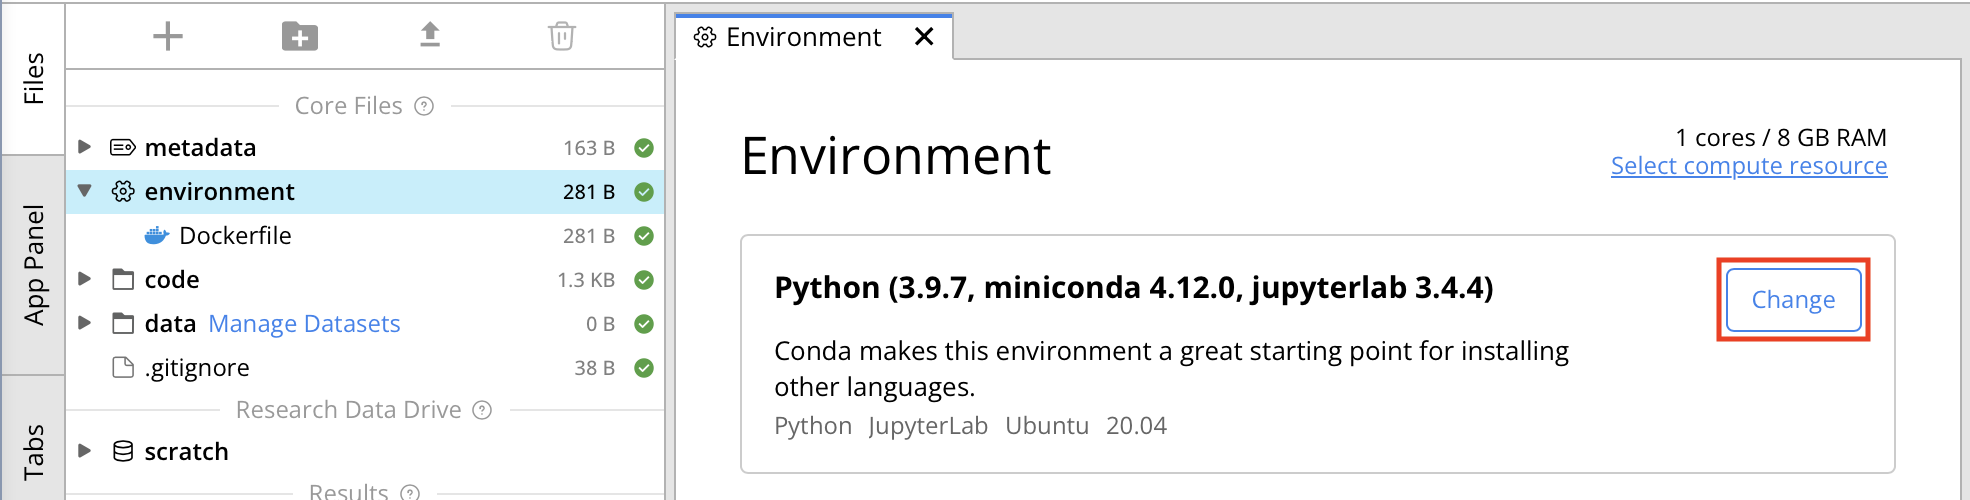 Files
App Panel
Tabs
Core Files ?
metadata 163 B
environment 281 B
Dockerfile 281 B
code 1.3 KB
data Manage Datasets 0 B
.gitignore 38 B
Research Data Drive ?
scratch
Results ?
Environment
Environment
1 cores / 8 GB RAM
Select compute resource
Python (3.9.7, miniconda 4.12.0, jupyterlab 3.4.4)
Change
Conda makes this environment a great starting point for installing
other languages.
Python JupyterLab Ubuntu 20.04